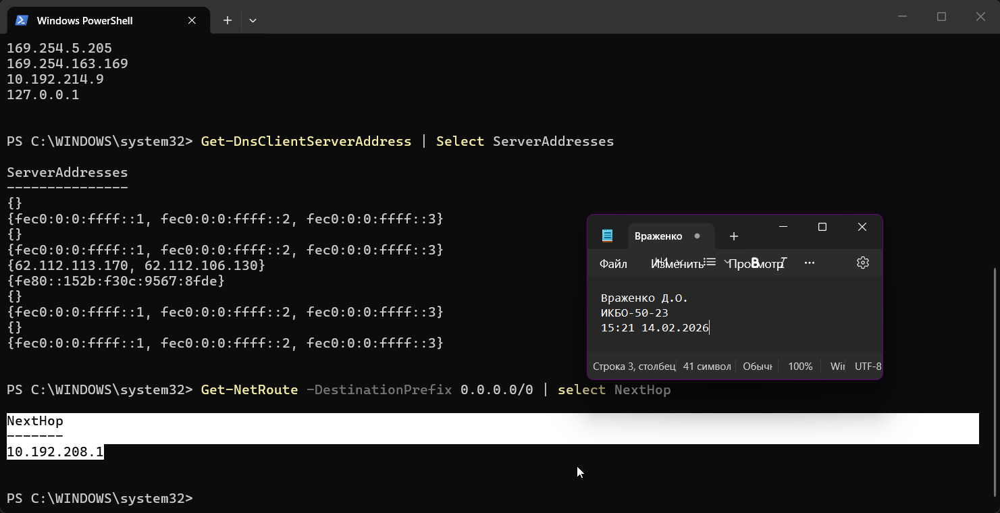 Windows PowerShell
169.254.5.205
169.254.163.169
10.192.214.9
127.0.0.1
PS C:\WINDOWS\system32> Get-DnsClientServerAddress | Select ServerAddresses
ServerAddresses
---------------
{}
{fec0:0:0:ffff::1, fec0:0:0:ffff::2, fec0:0:0:ffff::3}
{}
{fec0:0:0:ffff::1, fec0:0:0:ffff::2, fec0:0:0:ffff::3}
{62.112.113.170, 62.112.106.130}
{fe80::152b:f30c:9567:8fde}
{}
{fec0:0:0:ffff::1, fec0:0:0:ffff::2, fec0:0:0:ffff::3}
{}
{fec0:0:0:ffff::1, fec0:0:0:ffff::2, fec0:0:0:ffff::3}
PS C:\WINDOWS\system32> Get-NetRoute -DestinationPrefix 0.0.0.0/0 | select NextHop
NextHop
-------
10.192.208.1
PS C:\WINDOWS\system32>
Враженко
Файл Изменить Просмотр
Враженко Д.О.
ИКБО-50-23
15:21 14.02.2026
Строка 3, столбец 41 символ Обычн 100% Wi UTF-8